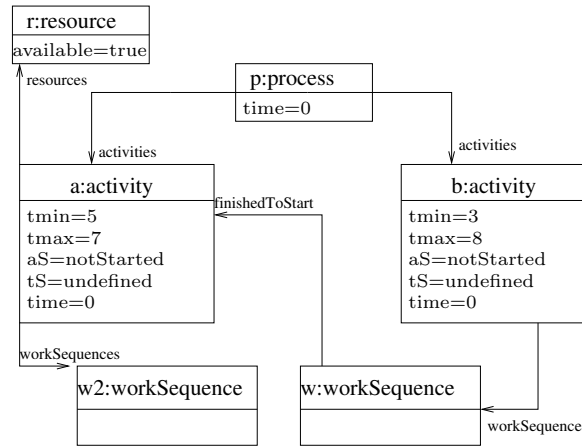 r:resource
available=true
resources
p:process
time=0
activities
activities
a:activity
tmin=5
tmax=7
aS=notStarted
tS=undefined
time=0
finishedToStart
b:activity
tmin=3
tmax=8
aS=notStarted
tS=undefined
time=0
workSequences
w2:workSequence
w:workSequence
workSequence